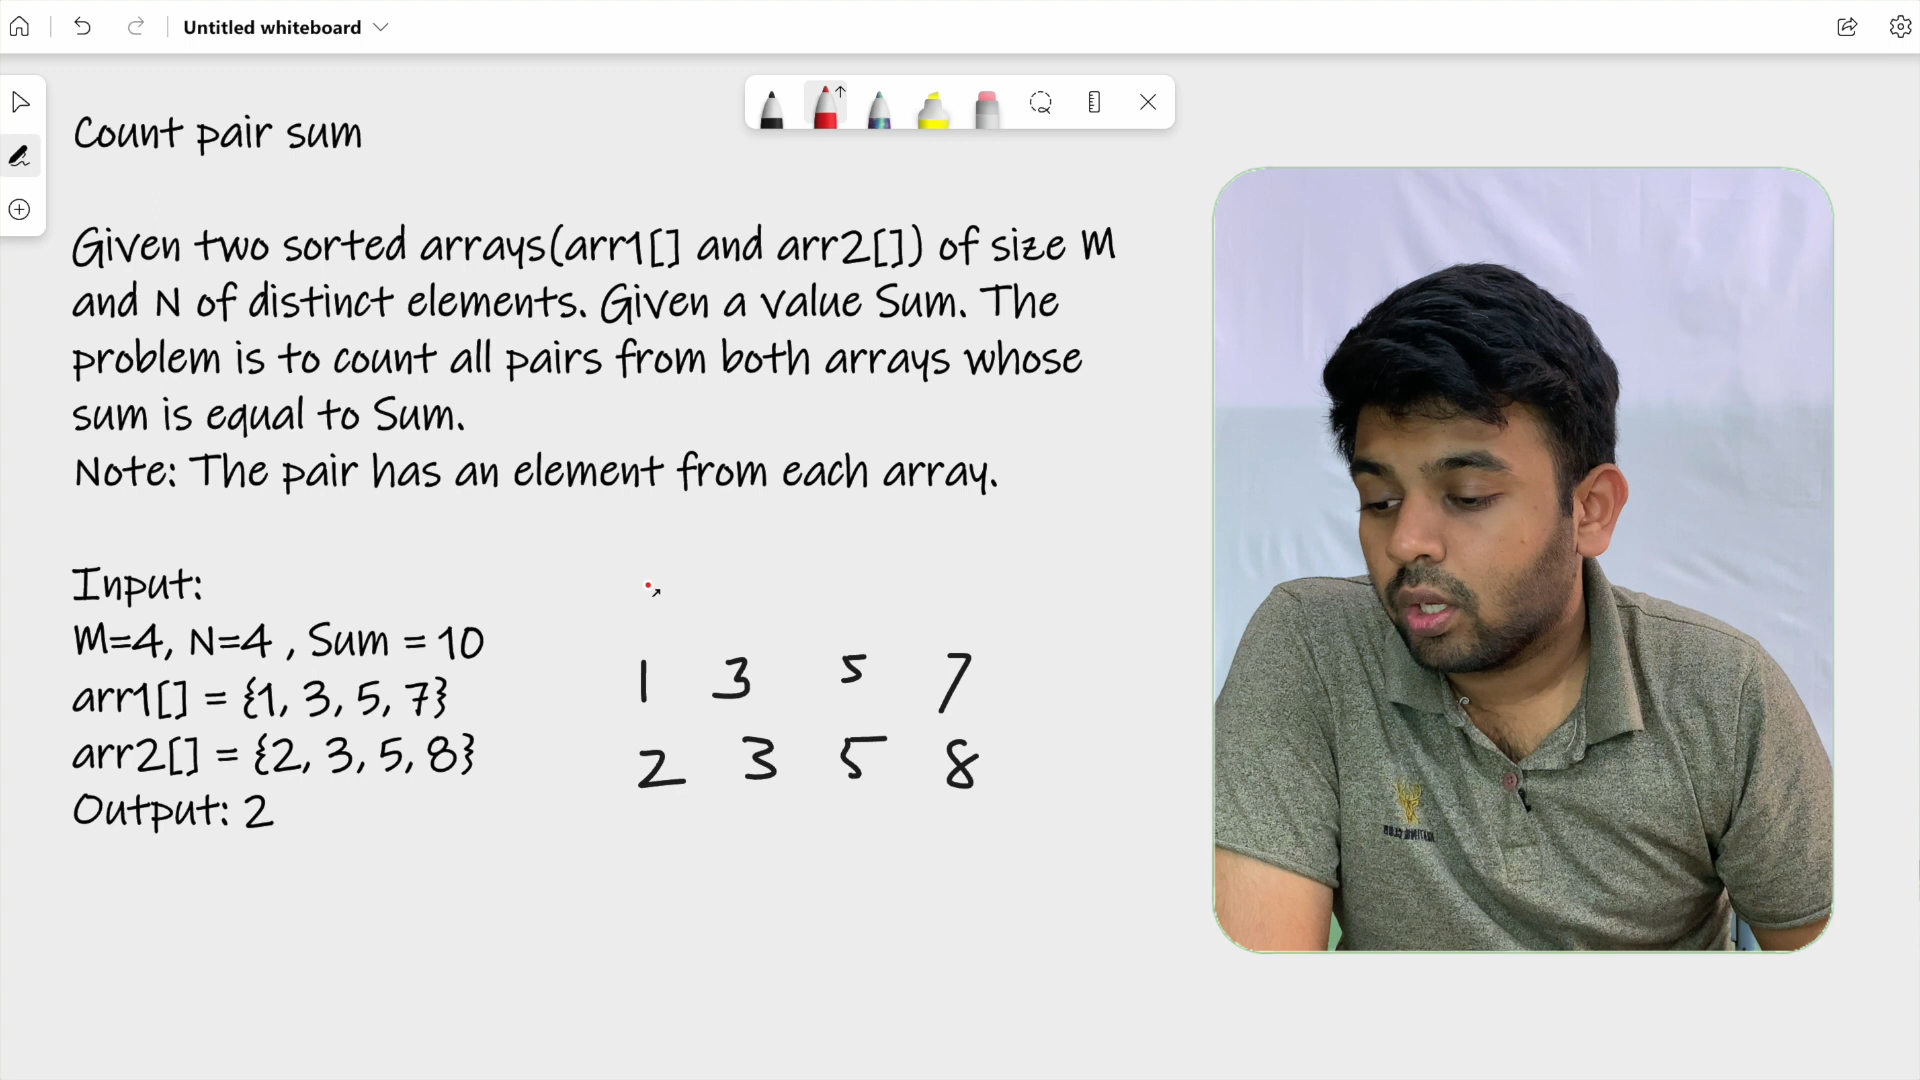 Untitled whiteboard
Count pair sum
Given two sorted arrays(arr1[] and arr2[]) of size M
and N of distinct elements. Given a value Sum. The
problem is to count all pairs from both arrays whose
sum is equal to Sum.
Note: The pair has an element from each array.
Input:
M=4, N=4 , Sum = 10
arr1[] = {1, 3, 5, 7}
arr2[] = {2, 3, 5, 8}
Output: 2
1 3 5 7
2 3 5 8